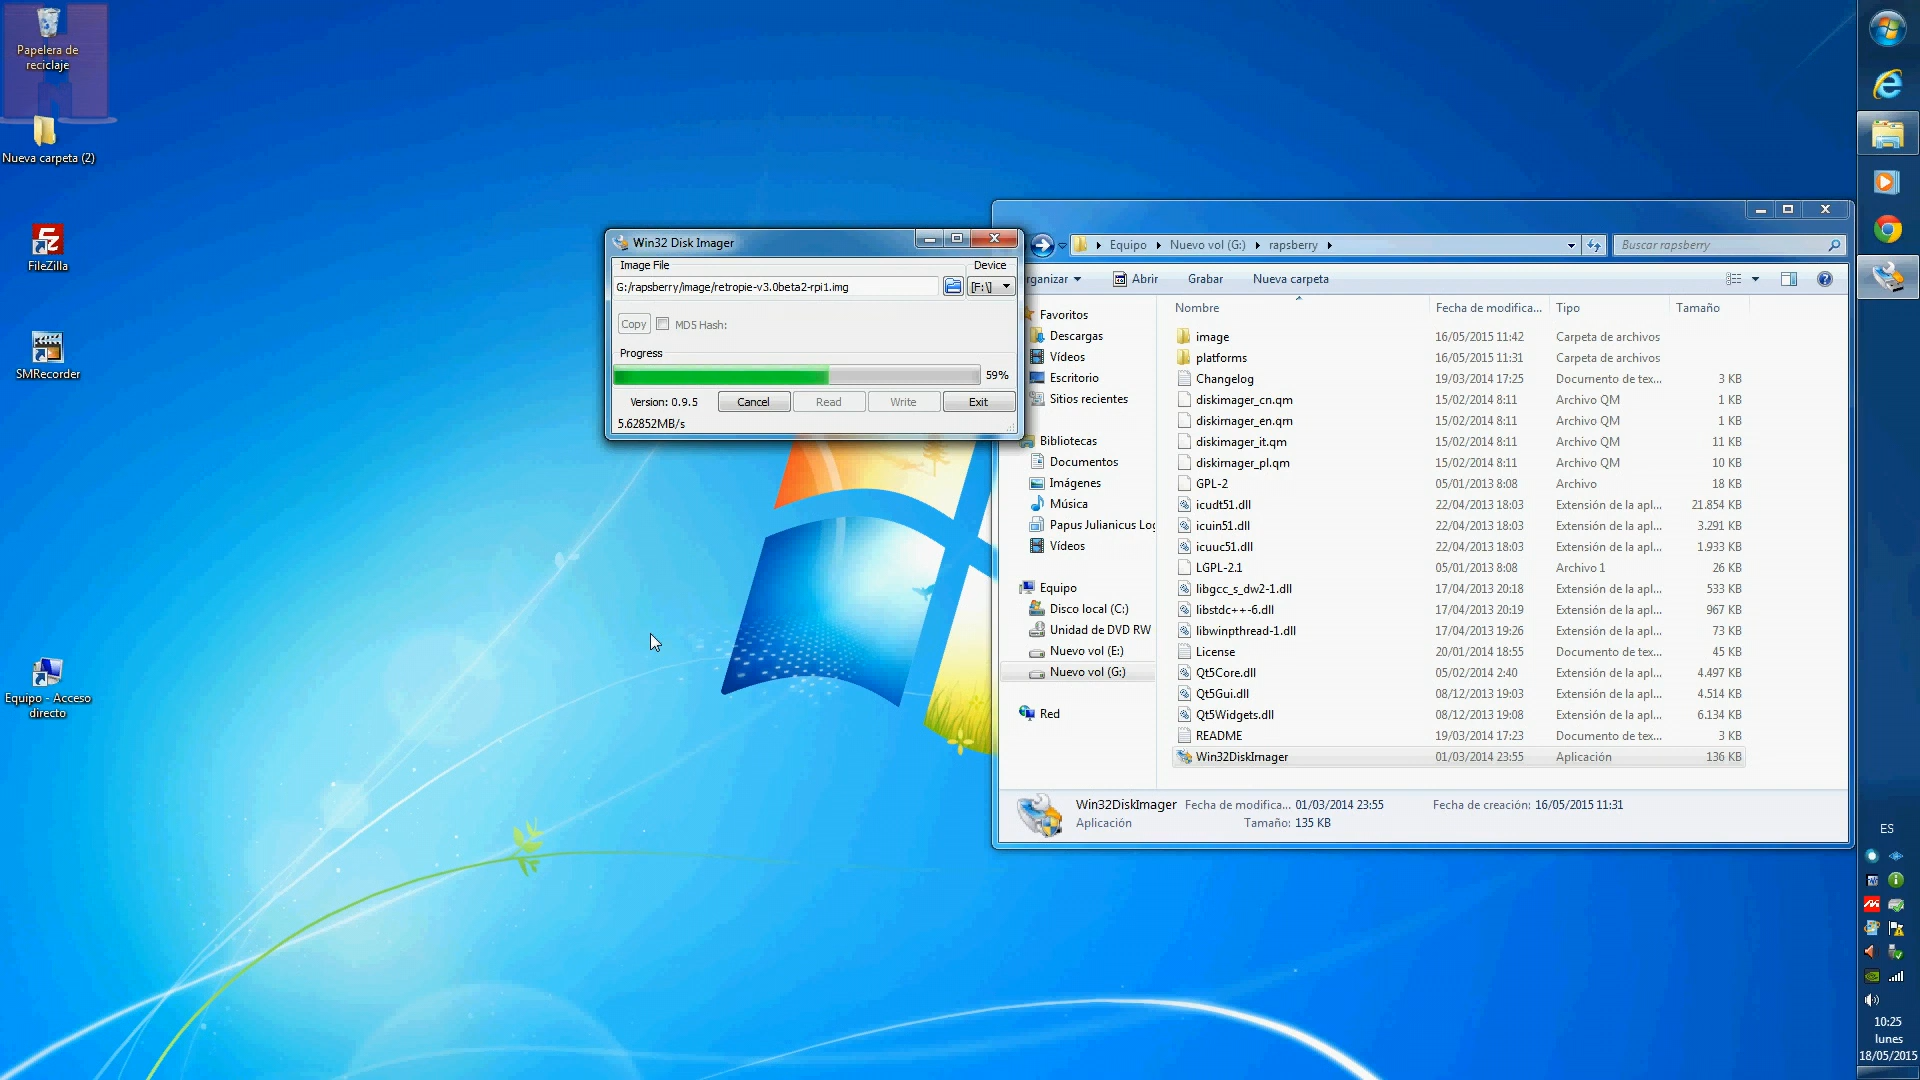 Papelera de
reciclaje
Nueva carpeta (2)
FileZilla
SMRecorder
Equipo - Acceso
directo
Win32 Disk Imager
Image File
Device
G:/rapsberry/image/retropie-v3.0beta2-rpi1.img
[F:\]
Copy
MD5 Hash:
Progress
59%
Version: 0.9.5
Cancel
Read
Write
Exit
5.62852MB/s
Equipo
Nuevo vol (G:)
rapsberry
Buscar rapsberry
rganizar
Abrir
Grabar
Nueva carpeta
Favoritos
Descargas
Vídeos
Escritorio
Sitios recientes
Bibliotecas
Documentos
Imágenes
Música
Papus Julianicus Log
Vídeos
Equipo
Disco local (C:)
Unidad de DVD RW
Nuevo vol (E:)
Nuevo vol (G:)
Red
Nombre Fecha de modifica... Tipo Tamaño
image 16/05/2015 11:42 Carpeta de archivos
platforms 16/05/2015 11:31 Carpeta de archivos
Changelog 19/03/2014 17:25 Documento de tex... 3 KB
diskimager_cn.qm 15/02/2014 8:11 Archivo QM 1 KB
diskimager_en.qm 15/02/2014 8:11 Archivo QM 1 KB
diskimager_it.qm 15/02/2014 8:11 Archivo QM 11 KB
diskimager_pl.qm 15/02/2014 8:11 Archivo QM 10 KB
GPL-2 05/01/2013 8:08 Archivo 18 KB
icudt51.dll 22/04/2013 18:03 Extensión de la apl... 21.854 KB
icuin51.dll 22/04/2013 18:03 Extensión de la apl... 3.291 KB
icuuc51.dll 22/04/2013 18:03 Extensión de la apl... 1.933 KB
LGPL-2.1 05/01/2013 8:08 Archivo 1 26 KB
libgcc_s_dw2-1.dll 17/04/2013 20:18 Extensión de la apl... 533 KB
libstdc++-6.dll 17/04/2013 20:19 Extensión de la apl... 967 KB
libwinpthread-1.dll 17/04/2013 19:26 Extensión de la apl... 73 KB
License 20/01/2014 18:55 Documento de tex... 45 KB
Qt5Core.dll 05/02/2014 2:40 Extensión de la apl... 4.497 KB
Qt5Gui.dll 08/12/2013 19:03 Extensión de la apl... 4.514 KB
Qt5Widgets.dll 08/12/2013 19:08 Extensión de la apl... 6.134 KB
README 19/03/2014 17:23 Documento de tex... 3 KB
Win32DiskImager 01/03/2014 23:55 Aplicación 136 KB
Win32DiskImager Fecha de modifica... 01/03/2014 23:55 Fecha de creación: 16/05/2015 11:31
Aplicación Tamaño: 135 KB
ES
10:25
lunes
18/05/2015